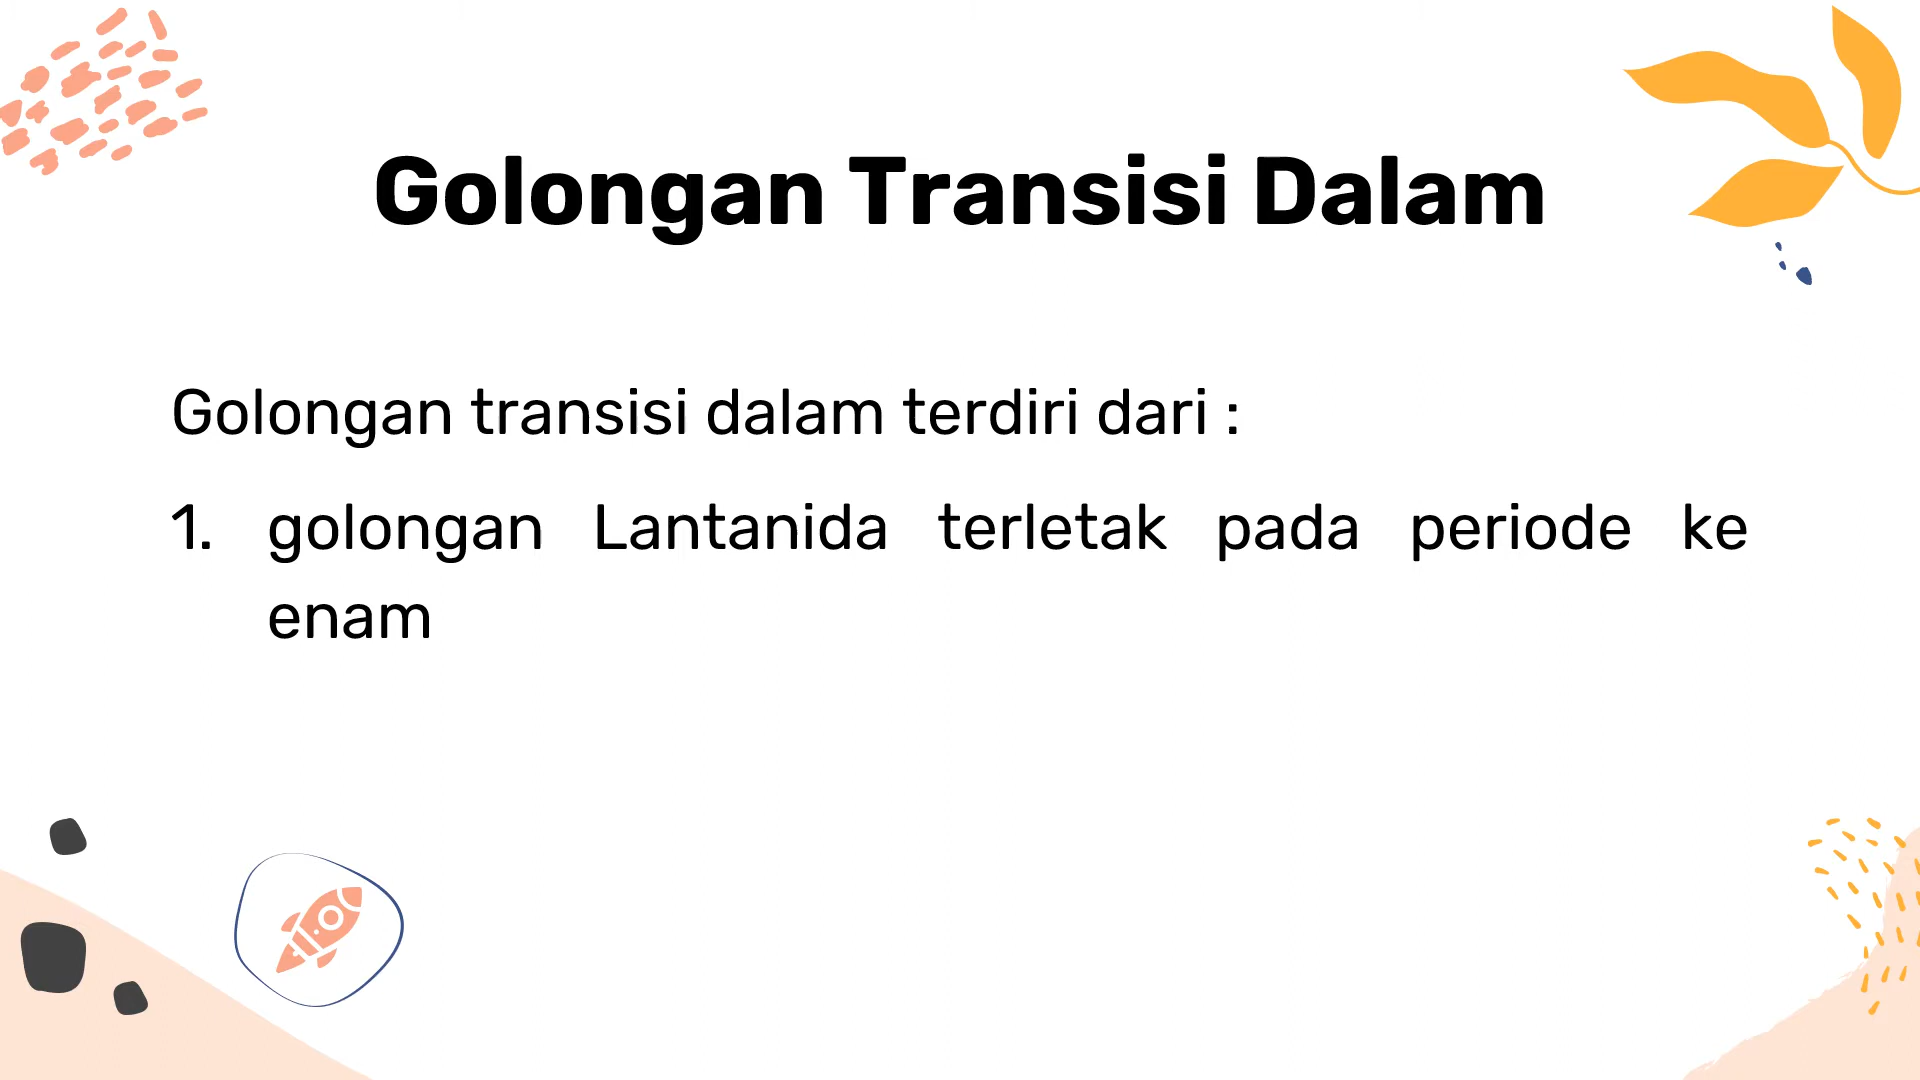 Golongan Transisi Dalam
Golongan transisi dalam terdiri dari :
1. golongan Lantanida terletak pada periode ke
enam